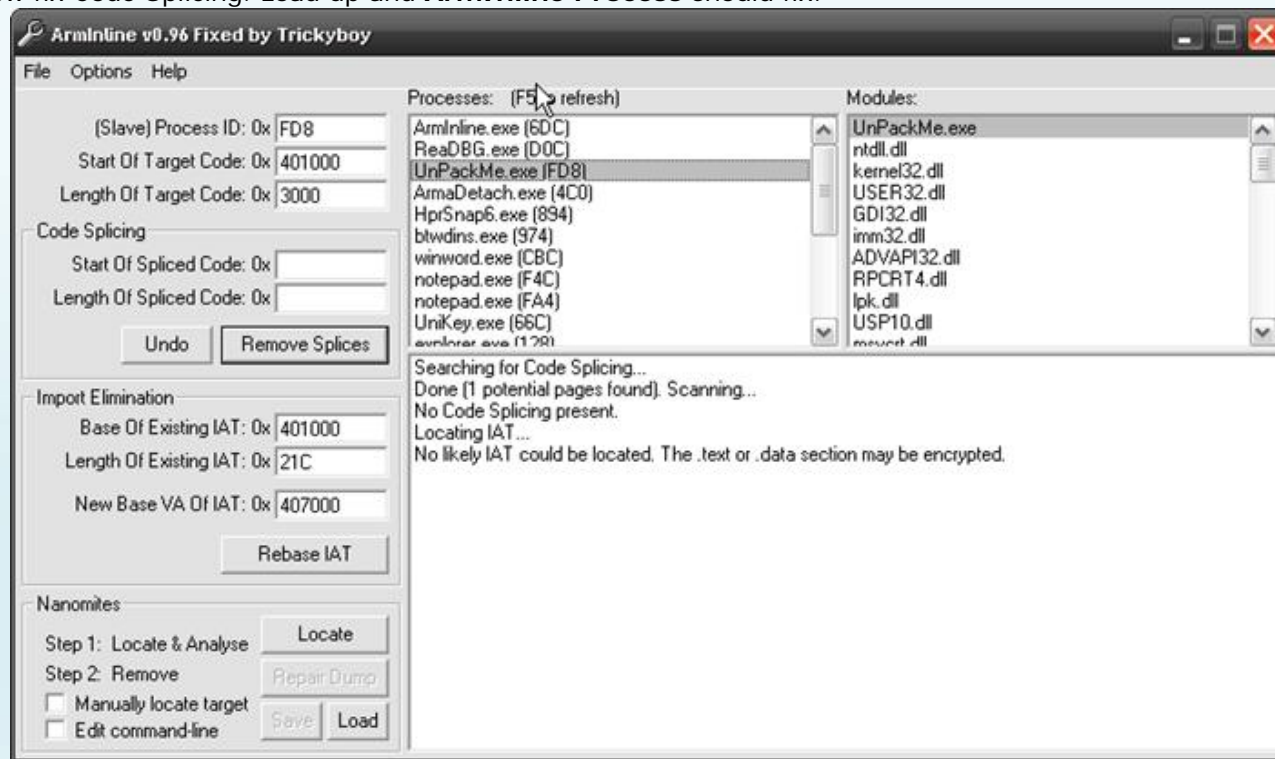 ArmInline v0.96 Fixed by Trickyboy
File Options Help
Processes: (F5 refresh)
Modules:
(Slave) Process ID: 0x FD8
Start Of Target Code: 0x 401000
Length Of Target Code: 0x 3000
Code Splicing
Start Of Spliced Code: 0x
Length Of Spliced Code: 0x
Undo Remove Splices
Import Elimination
Base Of Existing IAT: 0x 401000
Length Of Existing IAT: 0x 21C
New Base VA Of IAT: 0x 407000
Rebase IAT
Nanomites
Step 1: Locate & Analyse Locate
Step 2: Remove Repair Dump
Manually locate target
Edit command-line
Save Load
ArmInline.exe (6DC)
ReaDBG.exe (D0C)
UnPackMe.exe (FD8)
ArmaDetach.exe (4C0)
HprSnap6.exe (894)
btwdins.exe (974)
winword.exe (CBC)
notepad.exe (F4C)
notepad.exe (FA4)
UniKey.exe (66C)
explorer.exe (128)
UnPackMe.exe
ntdll.dll
kernel32.dll
USER32.dll
GDI32.dll
imm32.dll
ADVAPI32.dll
RPCRT4.dll
lpk.dll
USP10.dll
msvcrt.dll
Searching for Code Splicing...
Done (1 potential pages found). Scanning...
No Code Splicing present.
Locating IAT...
No likely IAT could be located. The .text or .data section may be encrypted.